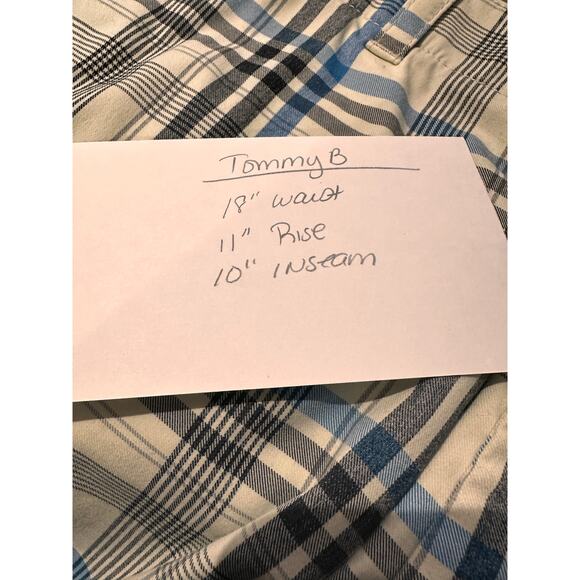 Tommy B
18" waist
11" Rise
10" inseam